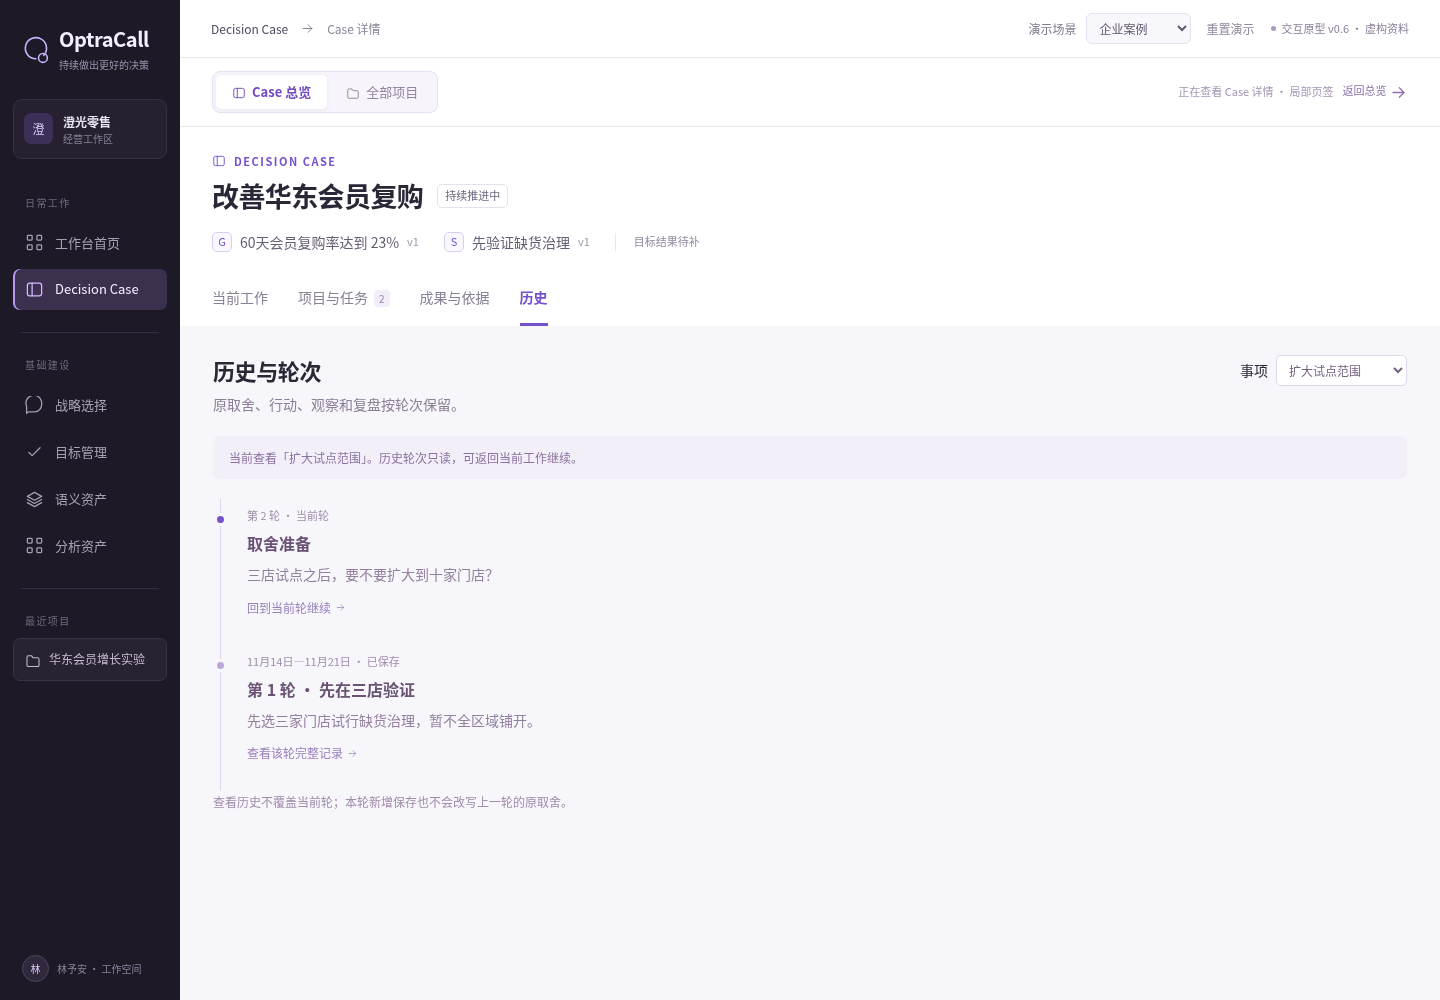 OptraCall
持续做出更好的决策
澄
澄光零售
经营工作区
日常工作
工作台首页
Decision Case
基础建设
战略选择
目标管理
语义资产
分析资产
最近项目
华东会员增长实验
林
林予安 · 工作空间
Decision Case → Case 详情
演示场景 企业案例 重置演示 交互原型 v0.6 · 虚构资料
Case 总览 全部项目
正在查看 Case 详情 · 局部页签 返回总览 →
DECISION CASE
改善华东会员复购 持续推进中
G 60天会员复购率达到 23% v1 S 先验证缺货治理 v1 目标结果待补
当前工作 项目与任务 2 成果与依据 历史
历史与轮次
事项 扩大试点范围
原取舍、行动、观察和复盘按轮次保留。
当前查看「扩大试点范围」。历史轮次只读，可返回当前工作继续。
第 2 轮 · 当前轮
取舍准备
三店试点之后，要不要扩大到十家门店？
回到当前轮继续 →
11月14日—11月21日 · 已保存
第 1 轮 · 先在三店验证
先选三家门店试行缺货治理，暂不全区域铺开。
查看该轮完整记录 →
查看历史不覆盖当前轮；本轮新增保存也不会改写上一轮的原取舍。